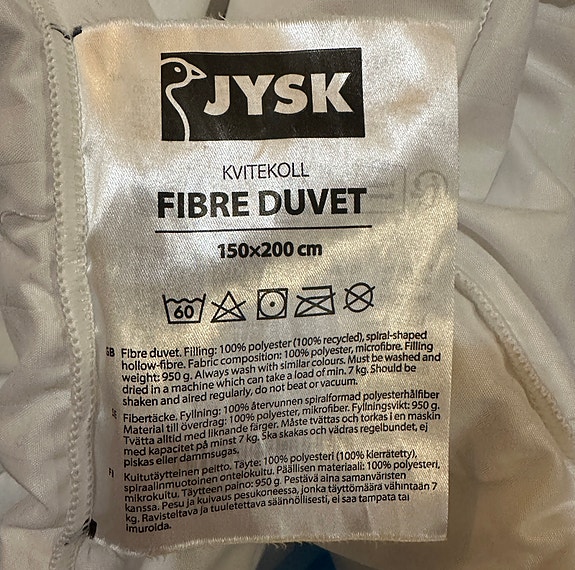 JYSK
KVITEKOLL
FIBRE DUVET
150×200 cm
60
GB Fibre duvet. Filling: 100% polyester (100% recycled), spiral-shaped
hollow-fibre. Fabric composition: 100% polyester, microfibre. Filling
weight: 950 g. Always wash with similar colours. Must be washed and
dried in a machine which can take a load of min. 7 kg. Should be
shaken and aired regularly, do not beat or vacuum.
SE Fibertäcke. Fyllning: 100% återvunnen spiralformad polyesterhålfiber
Material till överdrag: 100% polyester, mikrofiber. Fyllningsvikt: 950 g.
Tvätta alltid med liknande färger. Måste tvättas och torkas i en maskin
med kapacitet på minst 7 kg. Ska skakas och vädras regelbundet, ej
piskas eller dammsugas.
FI Kuitutäytteinen peitto. Täyte: 100% polyesteri (100% kierrätetty),
spiraalinmuotoinen ontelokuitu. Päällisen materiaali: 100% polyesteri,
mikrokuitu. Täytteen paino: 950 g. Pestävä aina samanväristen
kanssa. Pesu ja kuivaus pesukoneessa, jonka täyttömäärä vähintään 7
kg. Ravisteltava ja tuuletettava säännöllisesti, ei saa tampata tai
imuroida.